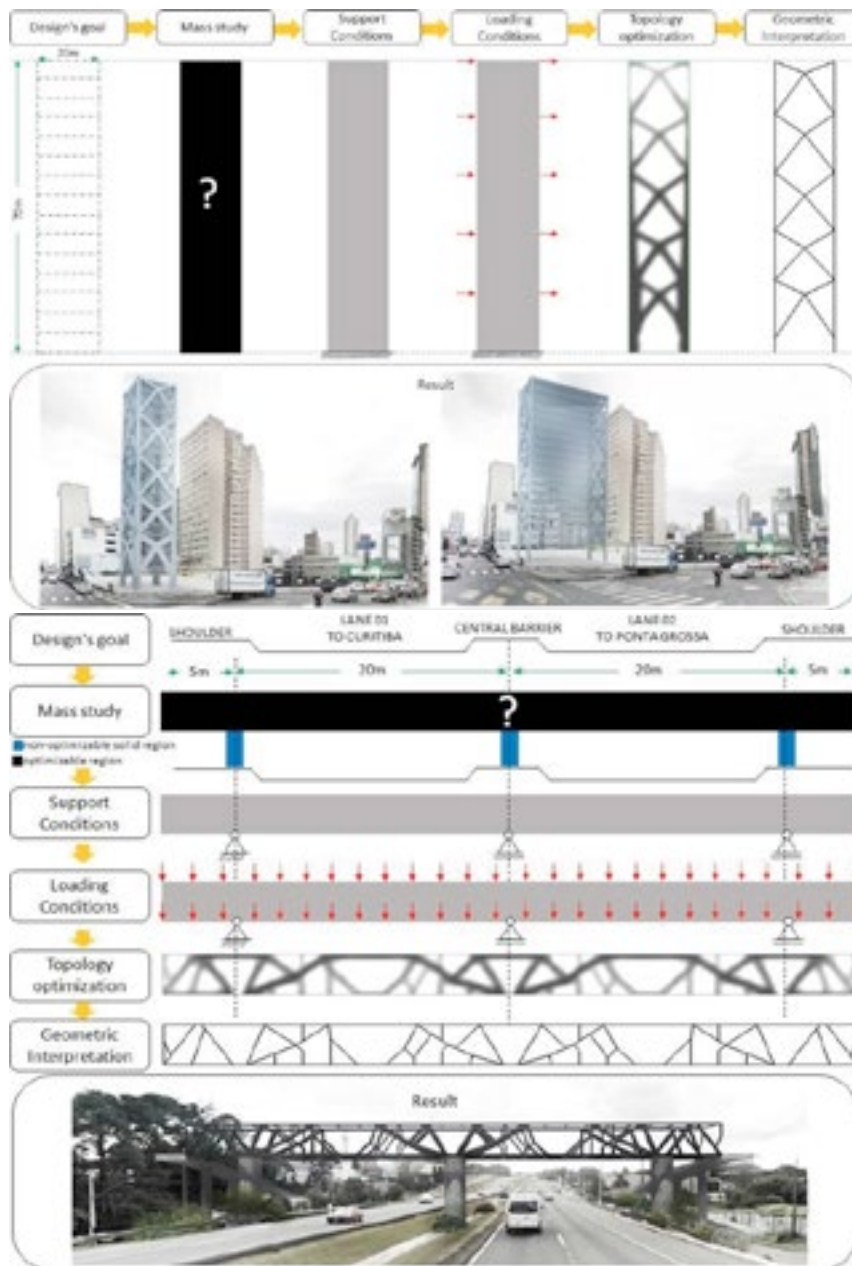 Design's goal
Mass study
Support
Conditions
Loading
Conditions
Topology
optimization
Geometric
Interpretation
20m
70m
?
Result
Design's goal
SHOULDER
LANE 01
TO CURITIBA
CENTRAL BARRIER
LANE 02
TO PONTA GROSSA
SHOULDER
5m
20m
20m
5m
Mass study
?
non-optimizable solid region
optimizable region
Support
Conditions
Loading
Conditions
Topology
optimization
Geometric
Interpretation
Result